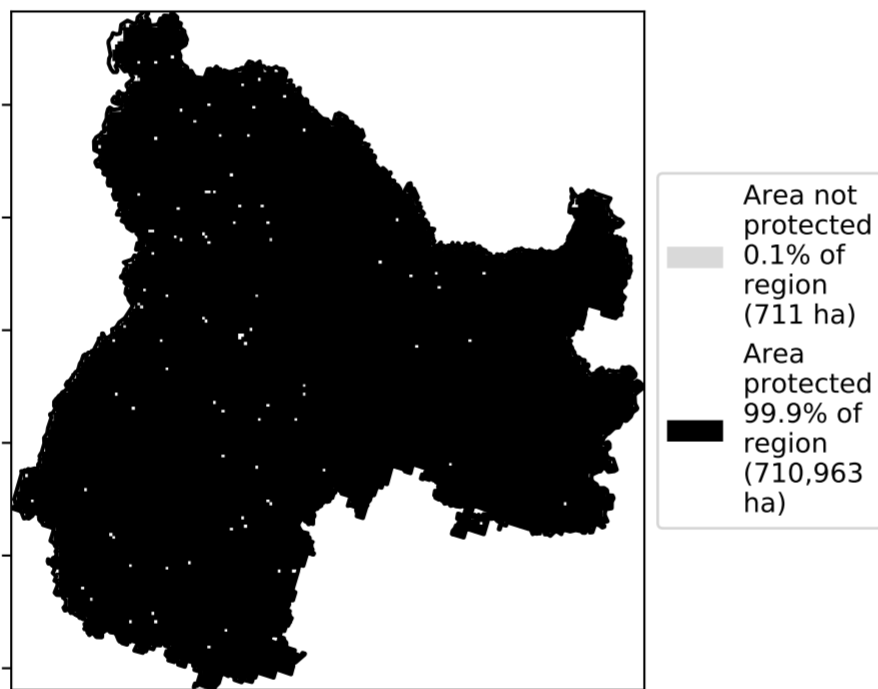 Area not
protected
0.1% of
region
(711 ha)
Area
protected
99.9% of
region
(710,963
ha)